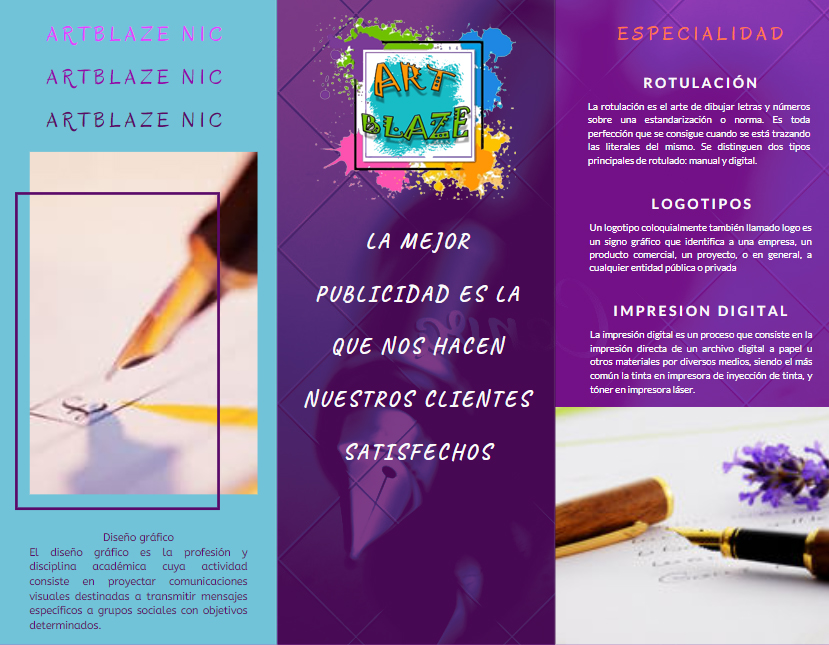 ARTBLAZE NIC
ARTBLAZE NIC
ARTBLAZE NIC
Diseño gráfico
El diseño gráfico es la profesión y
disciplina académica cuya actividad
consiste en proyectar comunicaciones
visuales destinadas a transmitir mensajes
específicos a grupos sociales con objetivos
determinados.
ART
BLAZE
LA MEJOR
PUBLICIDAD ES LA
QUE NOS HACEN
NUESTROS CLIENTES
SATISFECHOS
ESPECIALIDAD
ROTULACIÓN
La rotulación es el arte de dibujar letras y números
sobre una estandarización o norma. Es toda
perfección que se consigue cuando se está trazando
las literales del mismo. Se distinguen dos tipos
principales de rotulado: manual y digital.
LOGOTIPOS
Un logotipo coloquialmente también llamado logo es
un signo gráfico que identifica a una empresa, un
producto comercial, un proyecto, o en general, a
cualquier entidad pública o privada
IMPRESION DIGITAL
La impresión digital es un proceso que consiste en la
impresión directa de un archivo digital a papel u
otros materiales por diversos medios, siendo el más
común la tinta en impresora de inyección de tinta, y
tóner en impresora láser.